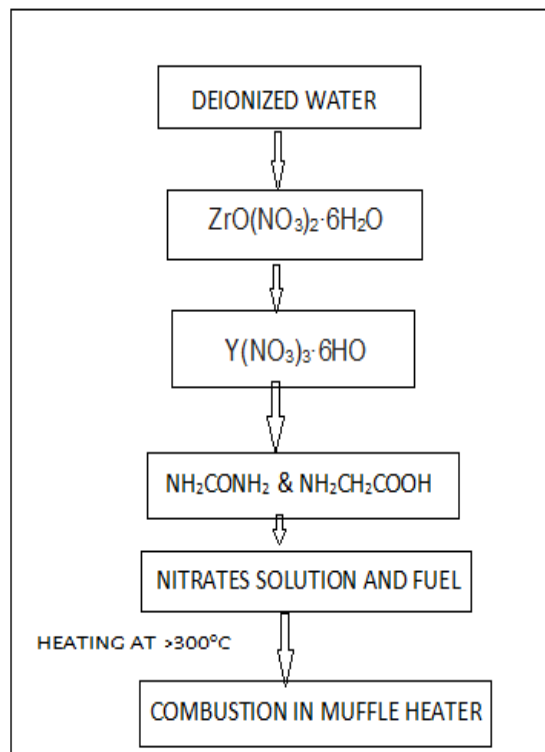 DEIONIZED WATER
ZrO(NO₃)₂·6H₂O
Y(NO₃)₃·6HO
NH₂CONH₂ & NH₂CH₂COOH
NITRATES SOLUTION AND FUEL
HEATING AT >300°C
COMBUSTION IN MUFFLE HEATER